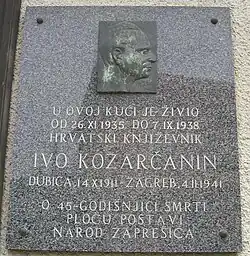 U OVOJ KUĆI JE ŽIVIO
OD 26.XI 1935. DO 7.IX.1938.
HRVATSKI KNJIŽEVNIK
IVO KOZARČANIN
DUBICA, 14.X 1911-ZAGREB, 4.II 1941
O 45-GODIŠNJICI SMRTI
PLOČU POSTAVI
NAROD ZAPREŠIĆA